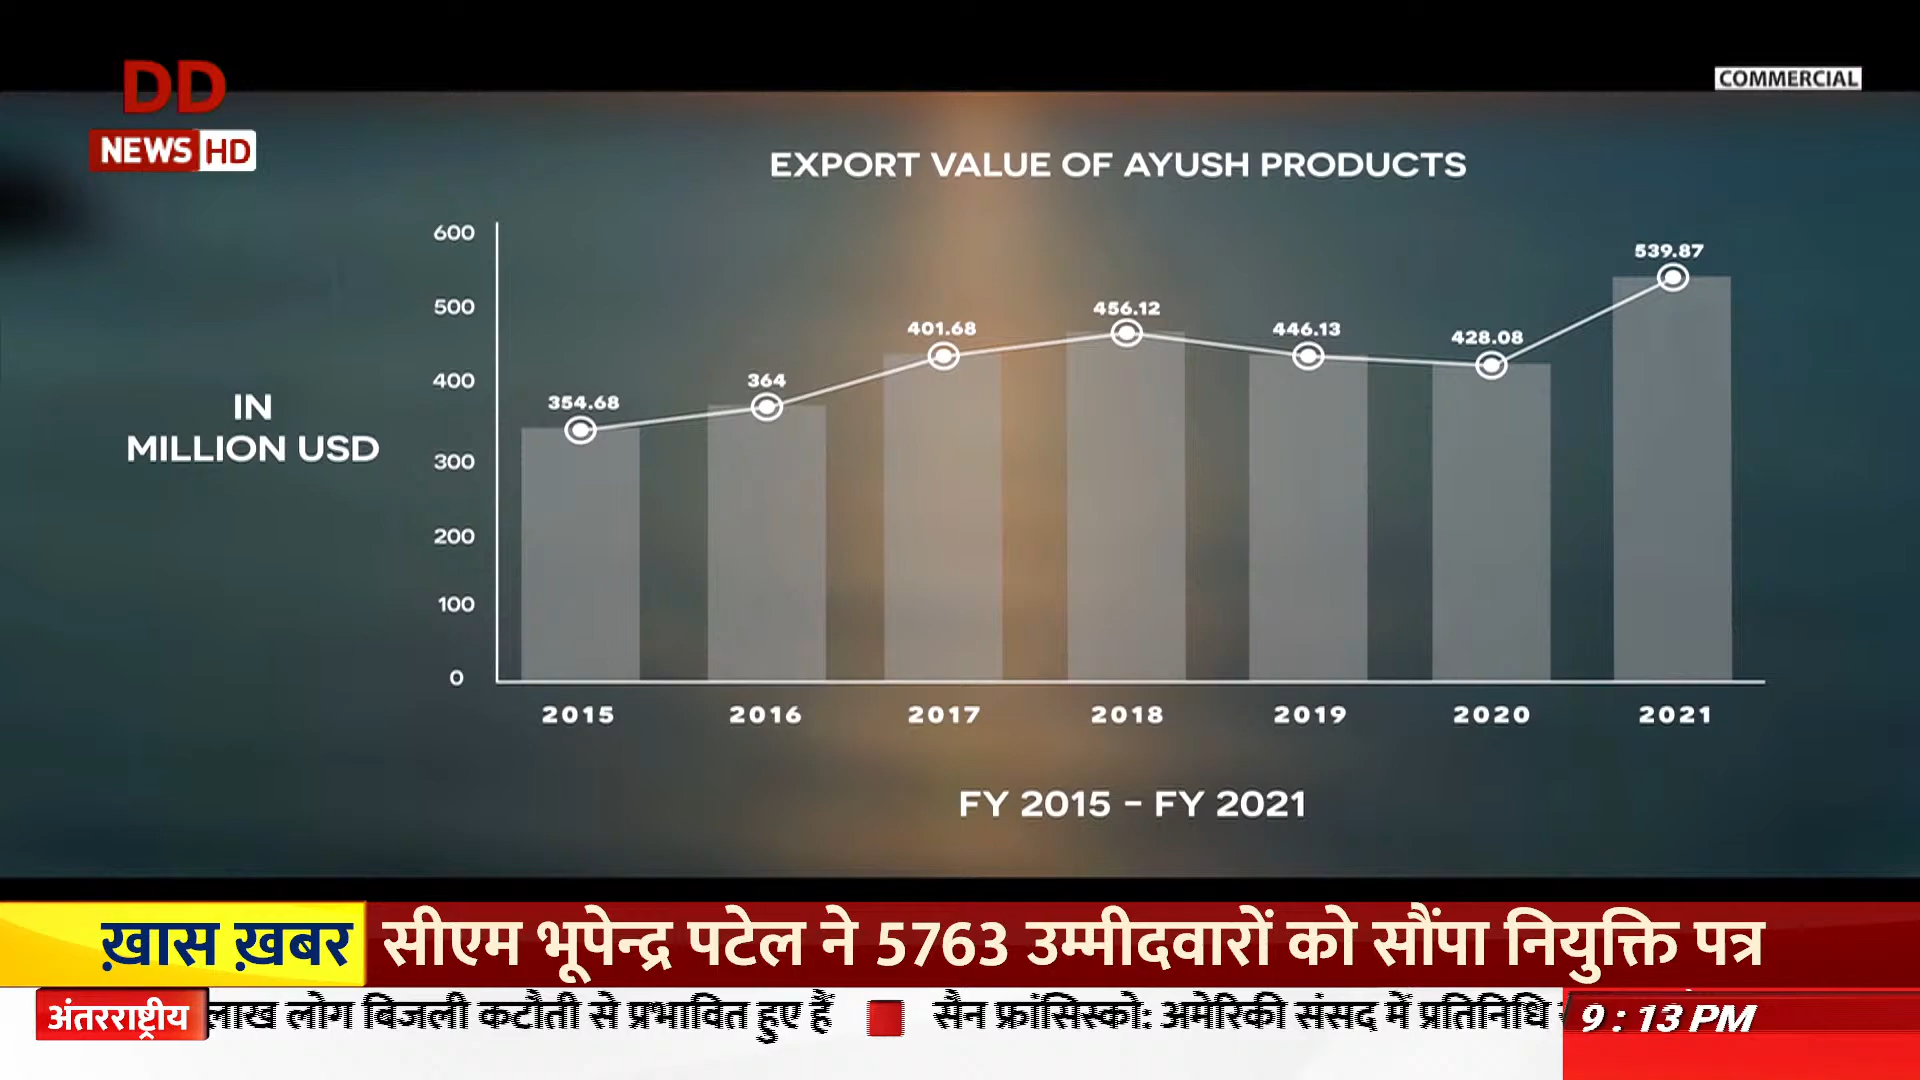 DD
NEWS HD
COMMERCIAL
EXPORT VALUE OF AYUSH PRODUCTS
IN
MILLION USD
600
500
400
300
200
100
0
354.68
364
401.68
456.12
446.13
428.08
539.87
2015 2016 2017 2018 2019 2020 2021
FY 2015 – FY 2021
ख़ास ख़बर
सीएम भूपेन्द्र पटेल ने 5763 उम्मीदवारों को सौंपा नियुक्ति पत्र
अंतरराष्ट्रीय
लाख लोग बिजली कटौती से प्रभावित हुए हैं
सैन फ्रांसिस्को: अमेरिकी संसद में प्रतिनिधि
9 : 13 PM